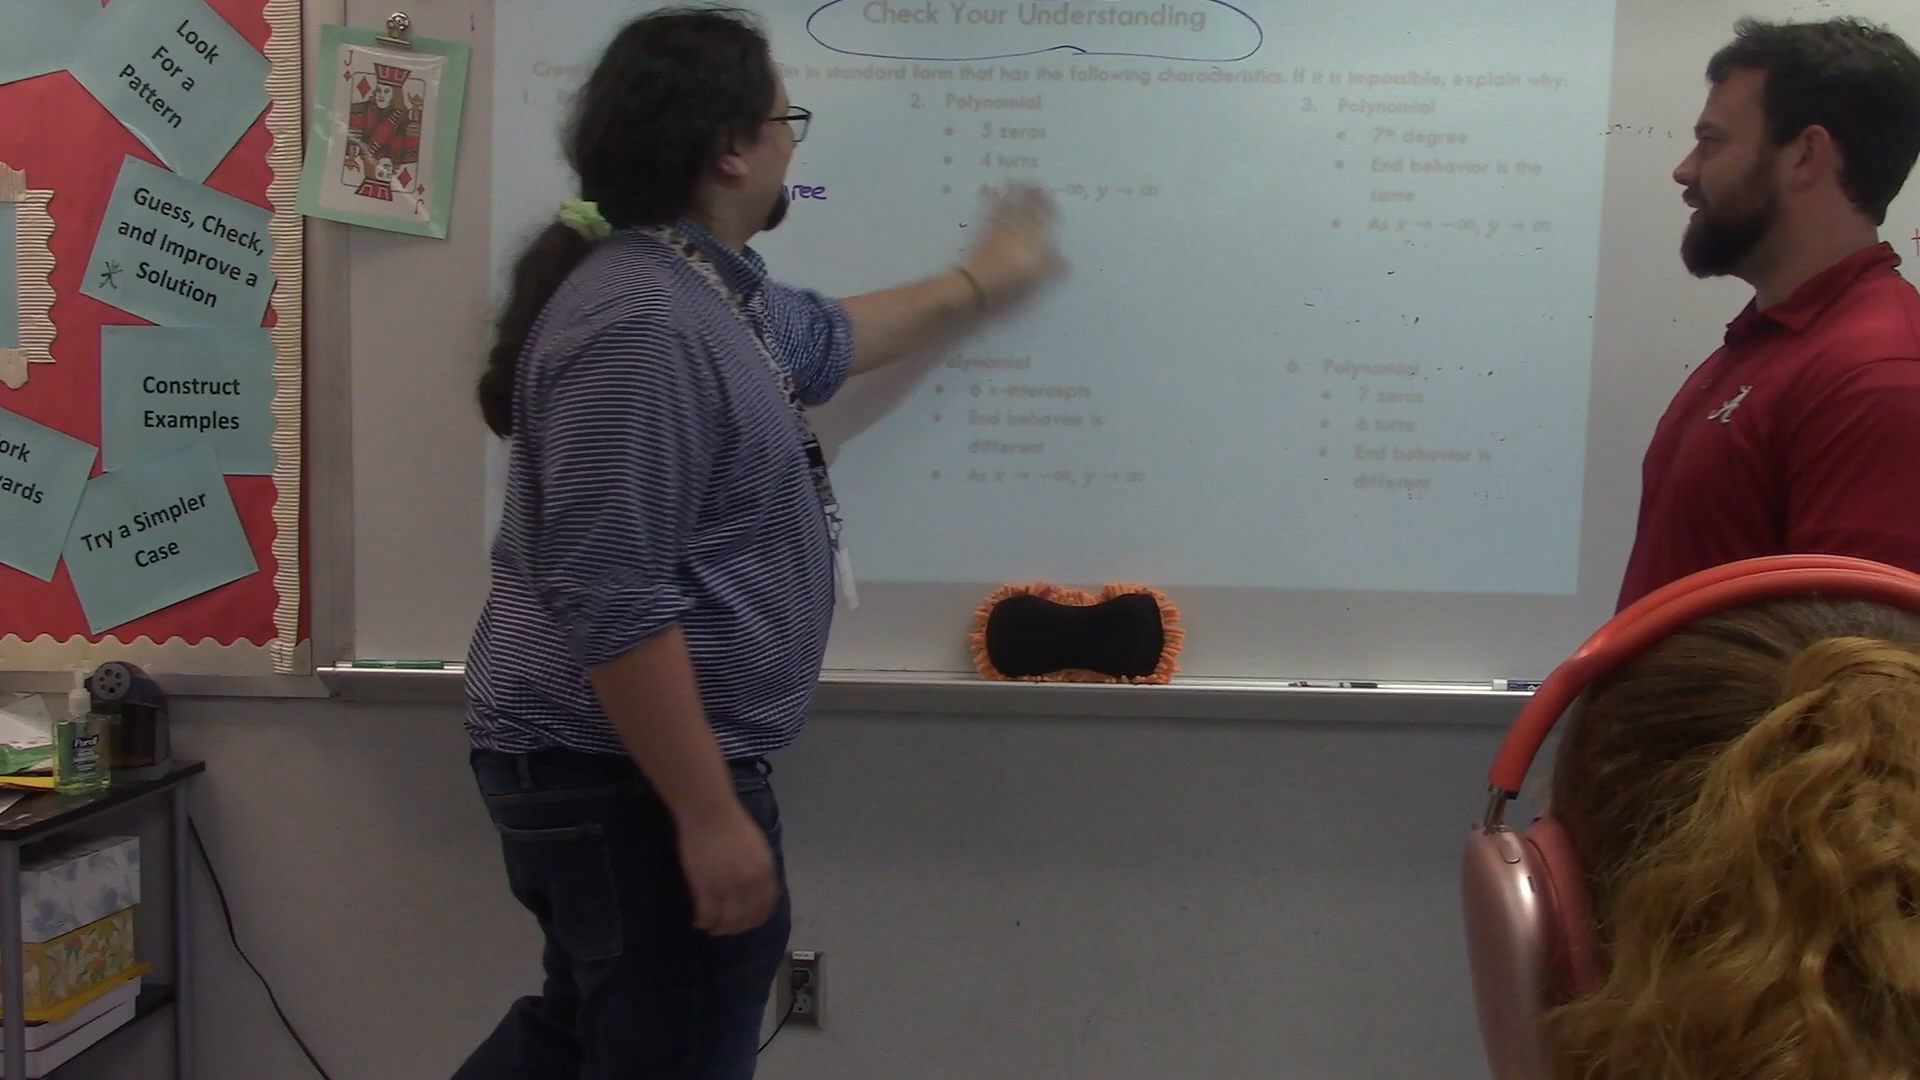 Look
For a
Pattern
Guess, Check,
and Improve a
Solution
Construct
Examples
Try a Simpler
Case
J
J
Check Your Understanding
in standard form that has the following characteristics. If it is impossible, explain why:
1.
ree
2. Polynomial
• 5 zeros
• 4 turns
• As −∞, y → ∞
3. Polynomial
• 7th degree
• End behavior is the
same
• As x → −∞, y → ∞
olynomial
• 6 x-intercepts
• End behavior is
different
• As x → −∞, y → ∞
6. Polynomial
• 7 zeros
• 6 turns
• End behavior is
different
A
Purell